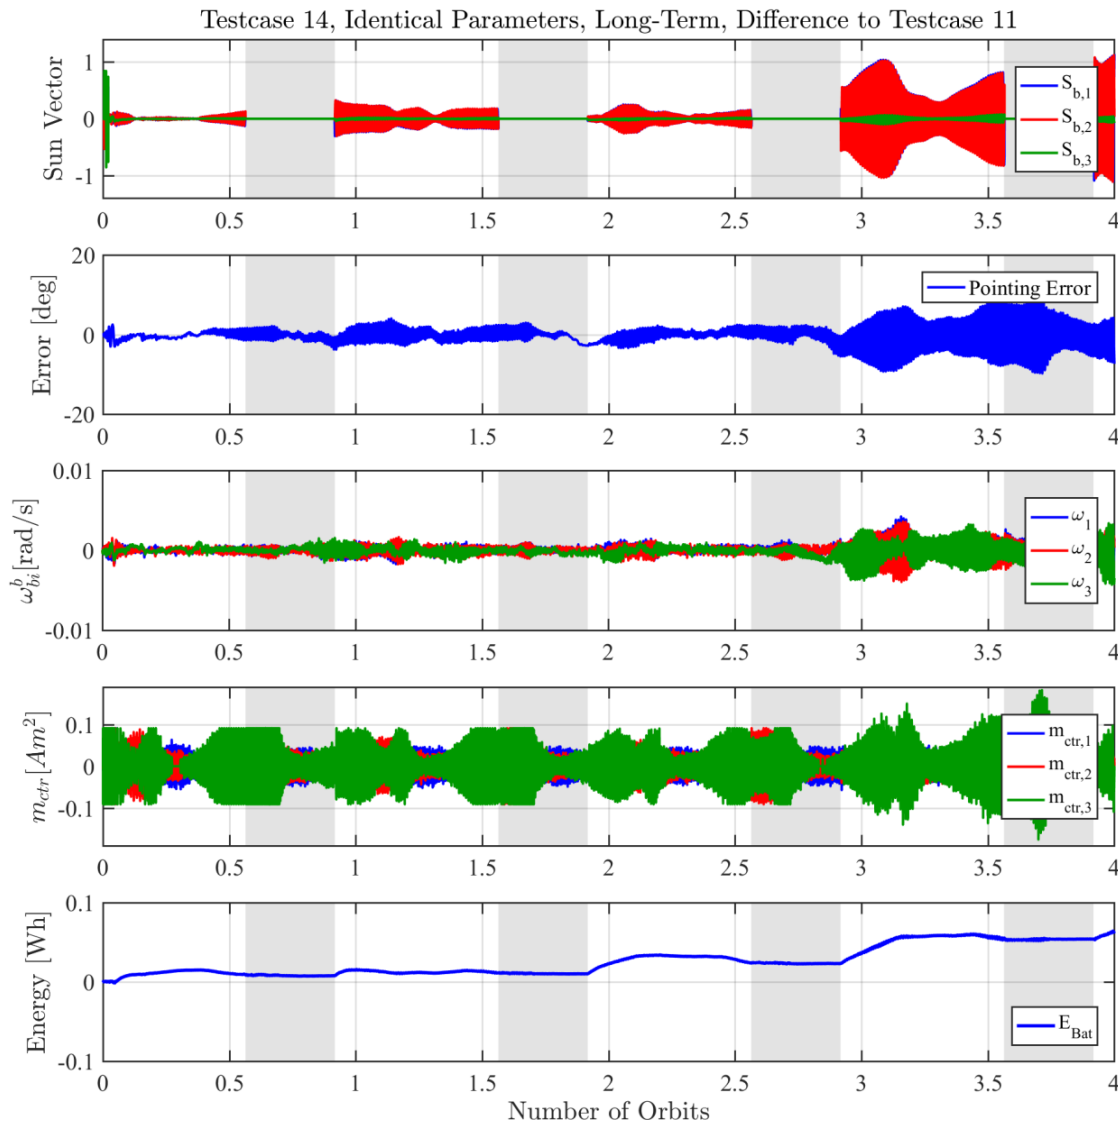 Testcase 14, Identical Parameters, Long-Term, Difference to Testcase 11
Sun Vector
1
0
-1
S_b,1
S_b,2
S_b,3
0 0.5 1 1.5 2 2.5 3 3.5 4
Error [deg]
20
0
-20
Pointing Error
0 0.5 1 1.5 2 2.5 3 3.5 4
ω_bi^b[rad/s]
0.01
0
-0.01
ω_1
ω_2
ω_3
0 0.5 1 1.5 2 2.5 3 3.5 4
m_ctr[Am^2]
0.1
0
-0.1
m_ctr,1
m_ctr,2
m_ctr,3
0 0.5 1 1.5 2 2.5 3 3.5 4
Energy [Wh]
0.1
0
-0.1
E_Bat
0 0.5 1 1.5 2 2.5 3 3.5 4
Number of Orbits